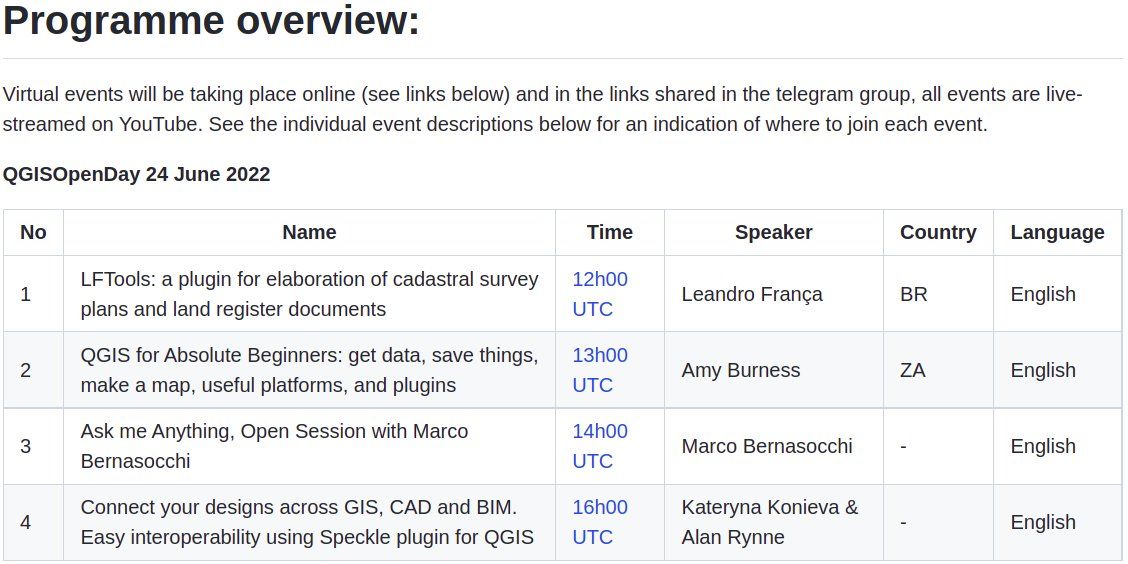 Programme overview:
Virtual events will be taking place online (see links below) and in the links shared in the telegram group, all events are live-
streamed on YouTube. See the individual event descriptions below for an indication of where to join each event.
QGISOpenDay 24 June 2022
No Name Time Speaker Country Language
1 LFTools: a plugin for elaboration of cadastral survey plans and land register documents 12h00 UTC Leandro França BR English
2 QGIS for Absolute Beginners: get data, save things, make a map, useful platforms, and plugins 13h00 UTC Amy Burness ZA English
3 Ask me Anything, Open Session with Marco Bernasocchi 14h00 UTC Marco Bernasocchi - English
4 Connect your designs across GIS, CAD and BIM. Easy interoperability using Speckle plugin for QGIS 16h00 UTC Kateryna Konieva & Alan Rynne - English